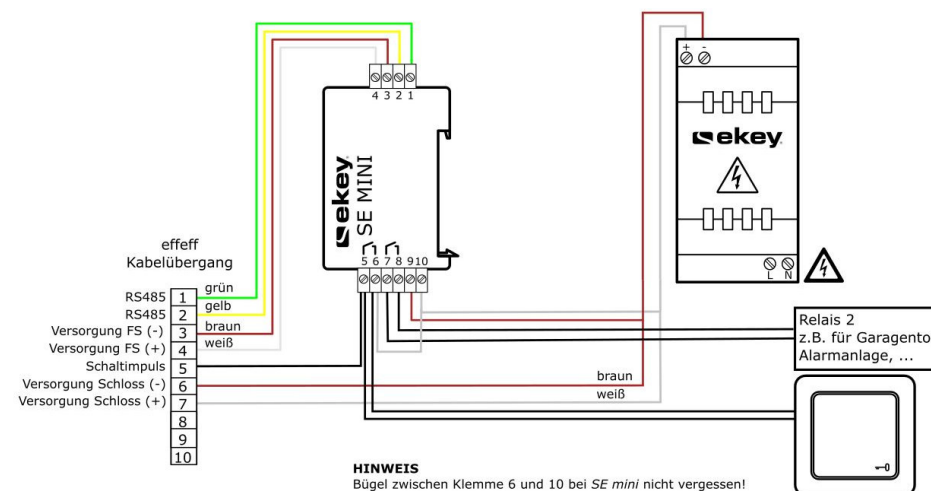 + -
4 3 2 1
ekey
SE MINI
ekey
5 6 7 8 9 10
L N
effeff
Kabelübergang
RS485 1 grün
RS485 2 gelb
Versorgung FS (-) 3 braun
Versorgung FS (+) 4 weiß
Schaltimpuls 5
Versorgung Schloss (-) 6 braun
Versorgung Schloss (+) 7 weiß
8
9
10
Relais 2
z.B. für Garagento
Alarmanlage, ...
HINWEIS
Bügel zwischen Klemme 6 und 10 bei SE mini nicht vergessen!